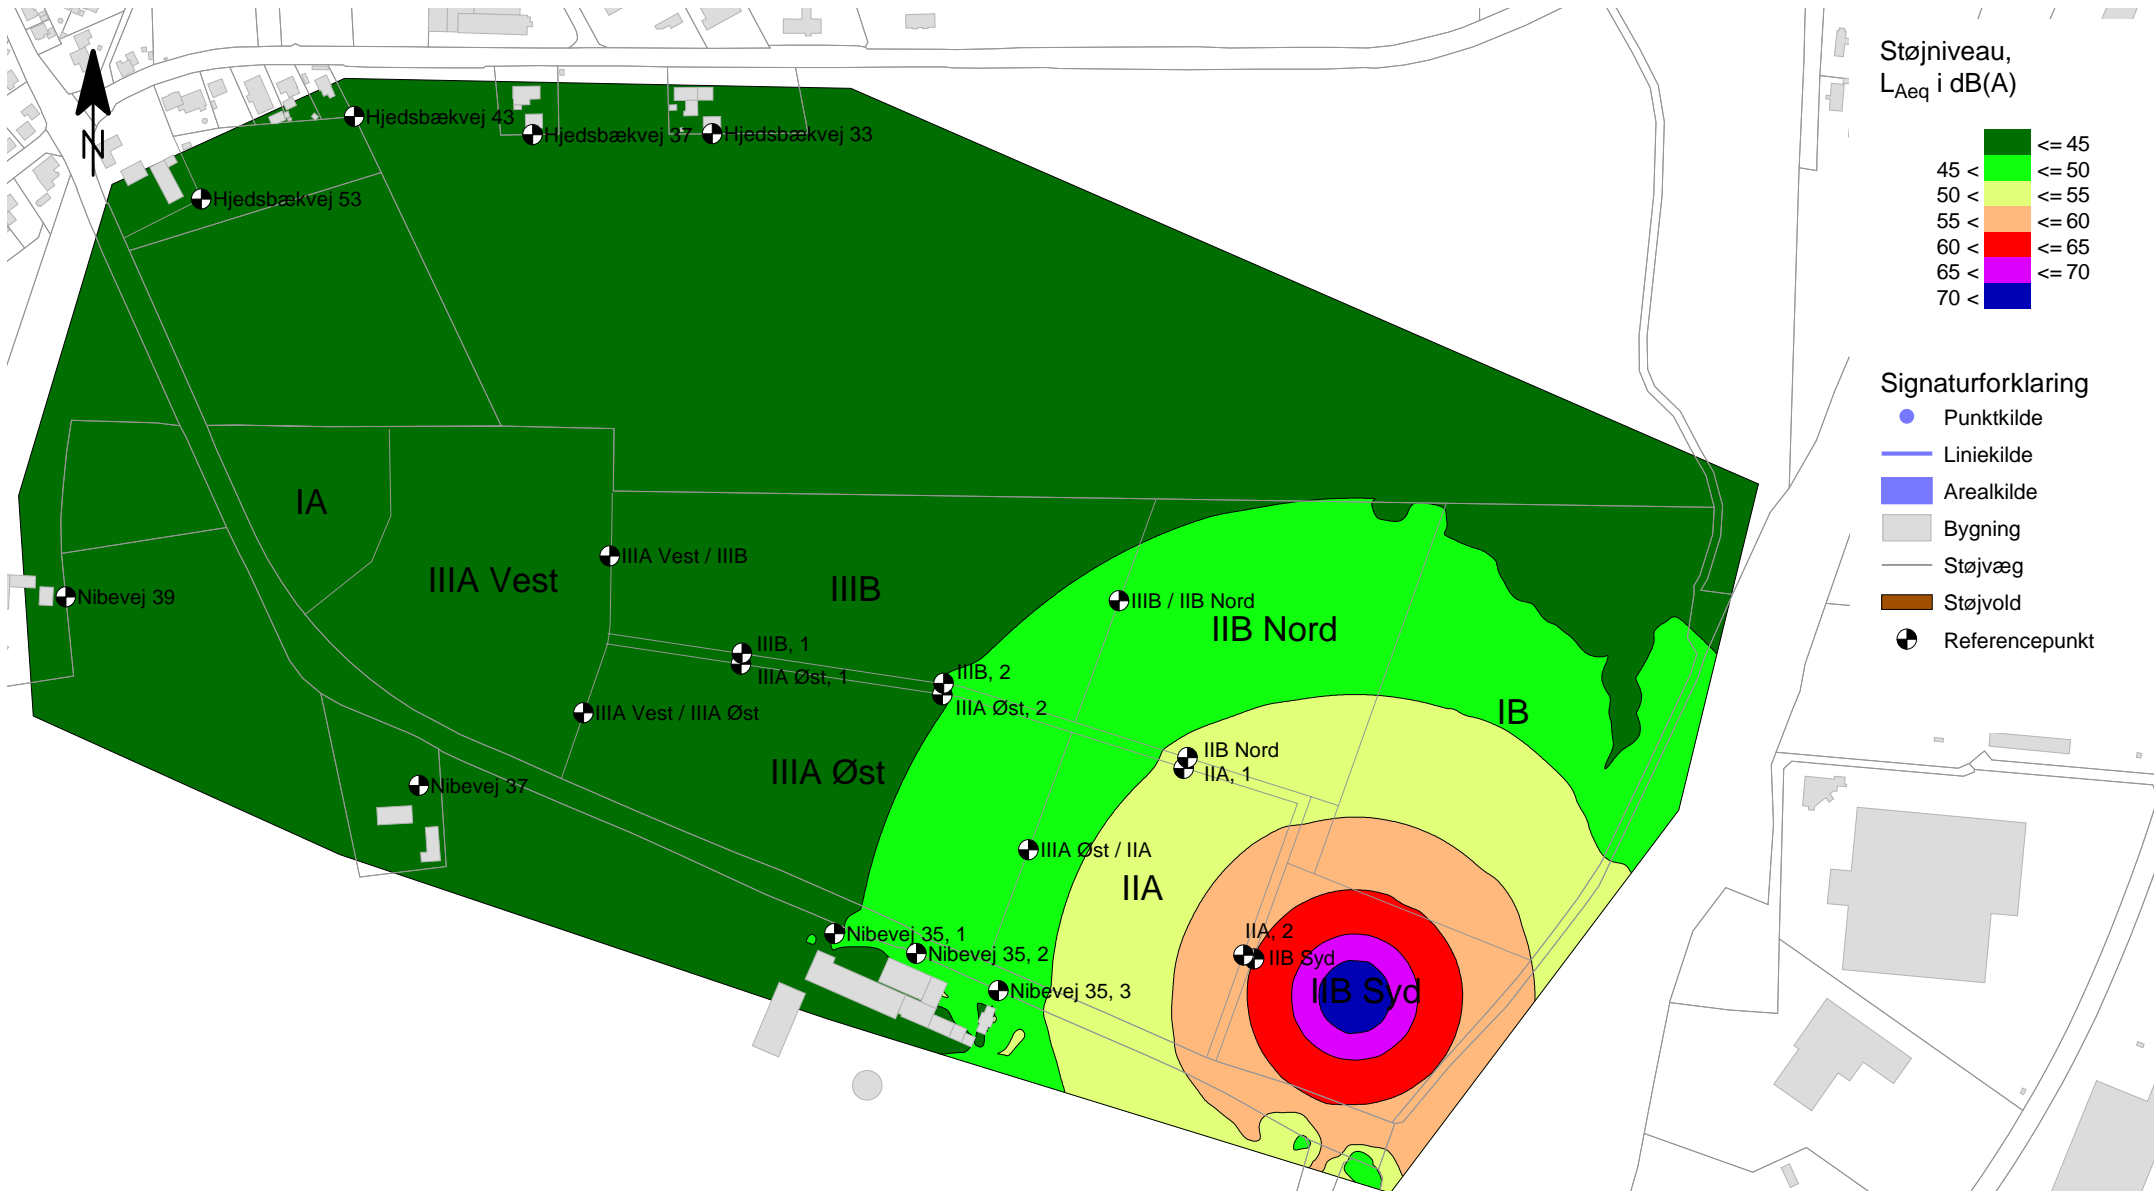 N
Hjedsbækvej 43
Hjedsbækvej 37
Hjedsbækvej 33
Hjedsbækvej 53
IA
IIIA Vest
IIIA Vest / IIIB
IIIB
IIIB / IIB Nord
IIB Nord
Nibevej 39
IIIB, 1
IIIA Øst, 1
IIIB, 2
IIIA Øst, 2
IIIA Vest / IIIA Øst
IB
IIB Nord
IIA, 1
IIIA Øst
Nibevej 37
IIIA Øst / IIA
IIA
Nibevej 35, 1
Nibevej 35, 2
Nibevej 35, 3
IIA, 2
IIB Syd
IIB Syd
Støjniveau,
LAeq i dB(A)
<= 45
45 < <= 50
50 < <= 55
55 < <= 60
60 < <= 65
65 < <= 70
70 <
Signaturforklaring
Punktkilde
Liniekilde
Arealkilde
Bygning
Støjvæg
Støjvold
Referencepunkt